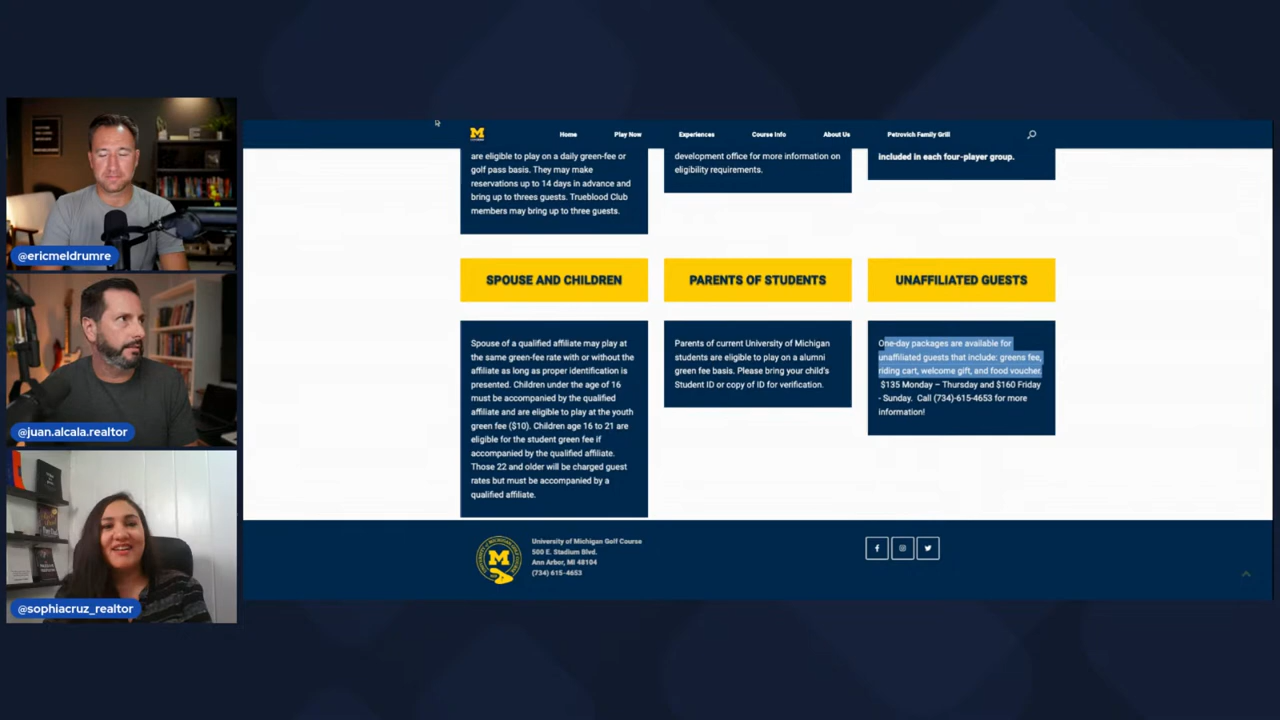 @ericmeldrumre
@juan.alcala.realtor
@sophiacruz_realtor
M
Home
Play Now
Experiences
Course Info
About Us
Petrovich Family Grill
are eligible to play on a daily green-fee or
golf pass basis. They may make
reservations up to 14 days in advance and
bring up to threes guests. Trueblood Club
members may bring up to three guests.
development office for more information on
eligibility requirements.
included in each four-player group.
SPOUSE AND CHILDREN
Spouse of a qualified affiliate may play at
the same green-fee rate with or without the
affiliate as long as proper identification is
presented. Children under the age of 16
must be accompanied by the qualified
affiliate and are eligible to play at the youth
green fee ($10). Children age 16 to 21 are
eligible for the student green fee if
accompanied by the qualified affiliate.
Those 22 and older will be charged guest
rates but must be accompanied by a
qualified affiliate.
PARENTS OF STUDENTS
Parents of current University of Michigan
students are eligible to play on a alumni
green fee basis. Please bring your child's
Student ID or copy of ID for verification.
UNAFFILIATED GUESTS
One-day packages are available for
unaffiliated guests that include: greens fee,
riding cart, welcome gift, and food voucher.
$135 Monday – Thursday and $160 Friday
- Sunday. Call (734)-615-4653 for more
information!
M
University of Michigan Golf Course
500 E. Stadium Blvd.
Ann Arbor, MI 48104
(734) 615-4653